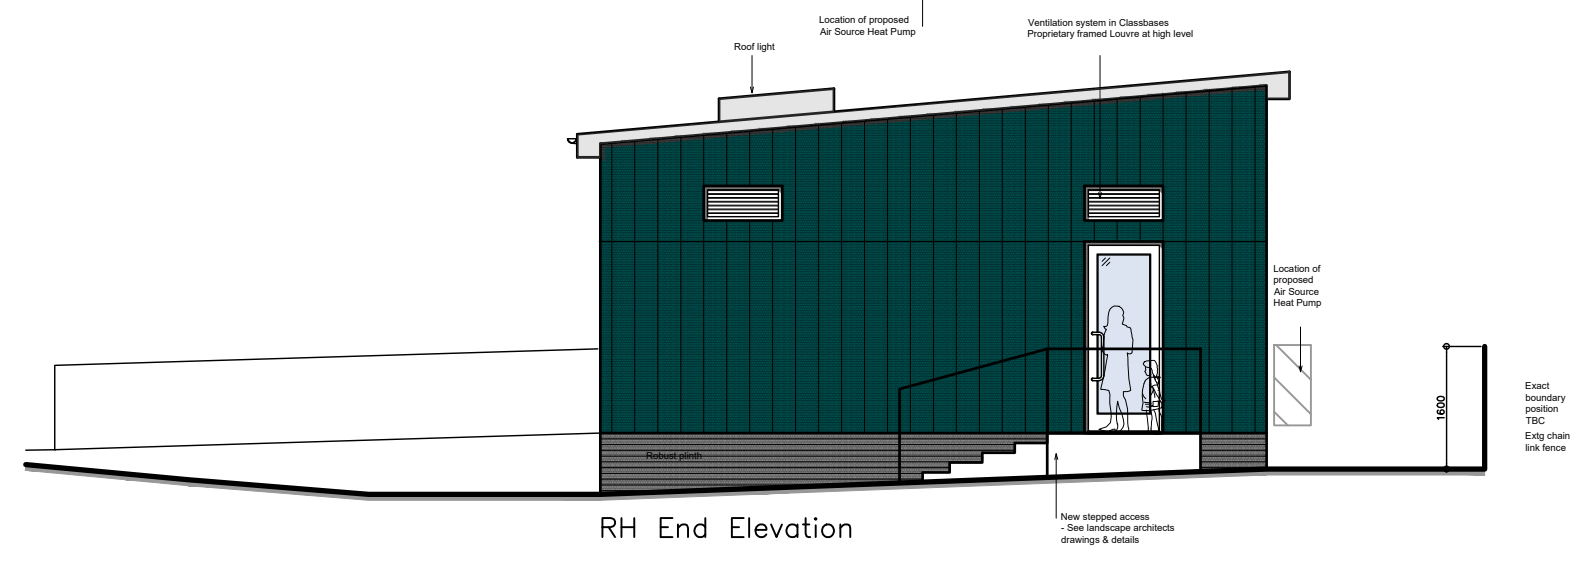 Location of proposed
Air Source Heat Pump
Ventilation system in Classbases
Proprietary framed Louvre at high level
Roof light
Location of
proposed
Air Source
Heat Pump
1600
Exact
boundary
position
TBC
Extg chain
link fence
Robust plinth
New stepped access
- See landscape architects
drawings & details
RH End Elevation